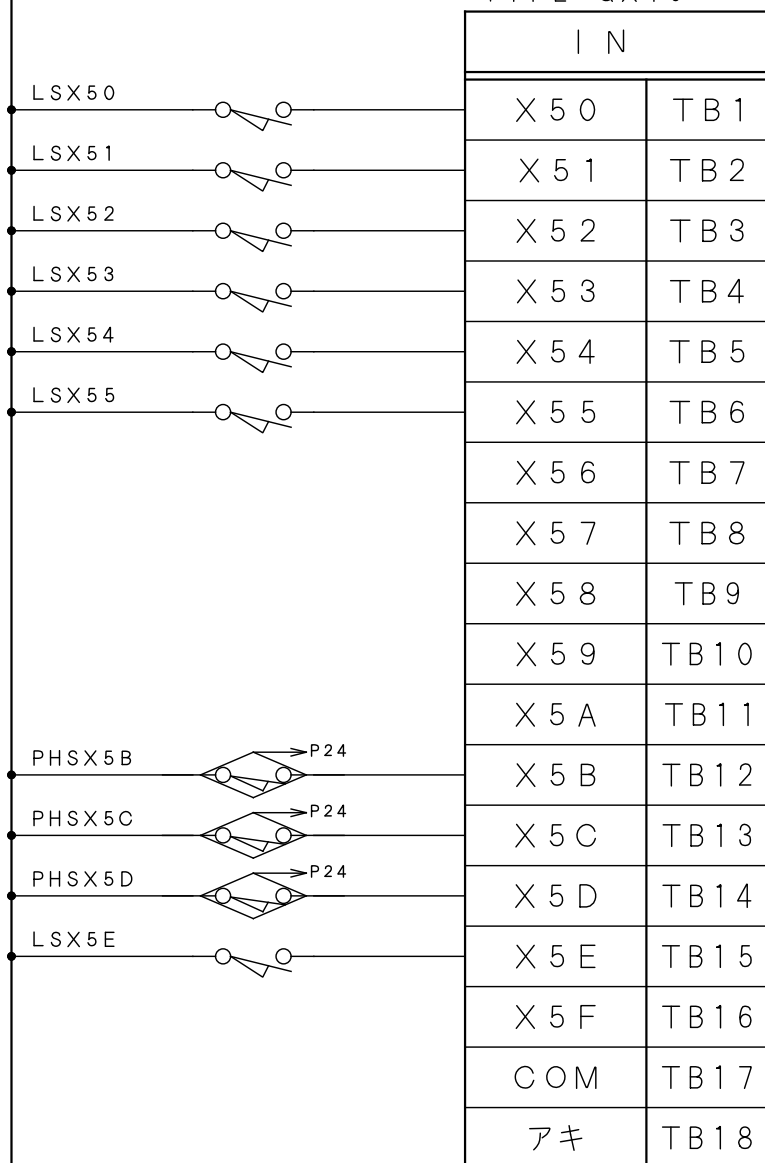 IN
LSX50 X50 TB1
LSX51 X51 TB2
LSX52 X52 TB3
LSX53 X53 TB4
LSX54 X54 TB5
LSX55 X55 TB6
X56 TB7
X57 TB8
X58 TB9
X59 TB10
X5A TB11
PHSX5B P24 X5B TB12
PHSX5C P24 X5C TB13
PHSX5D P24 X5D TB14
LSX5E X5E TB15
X5F TB16
COM TB17
アキ TB18